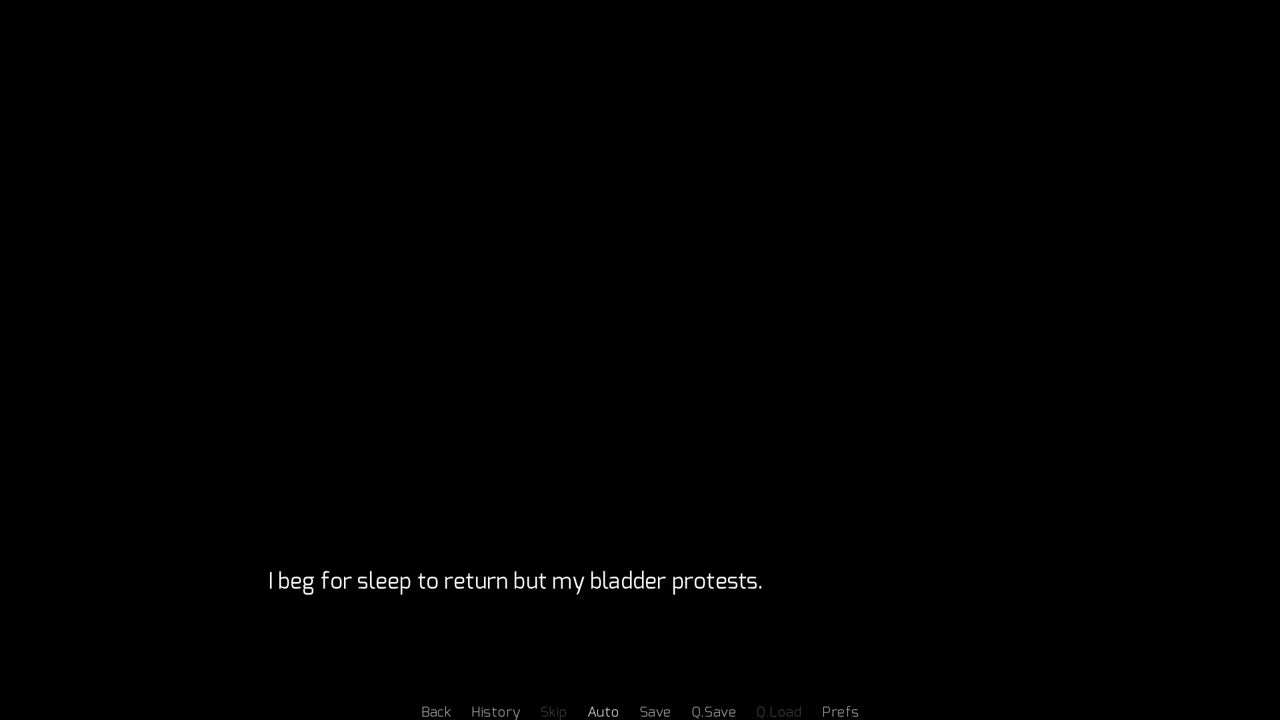 I beg for sleep to return but my bladder protests.
Back History Skip Auto Save Q.Save Q.Load Prefs